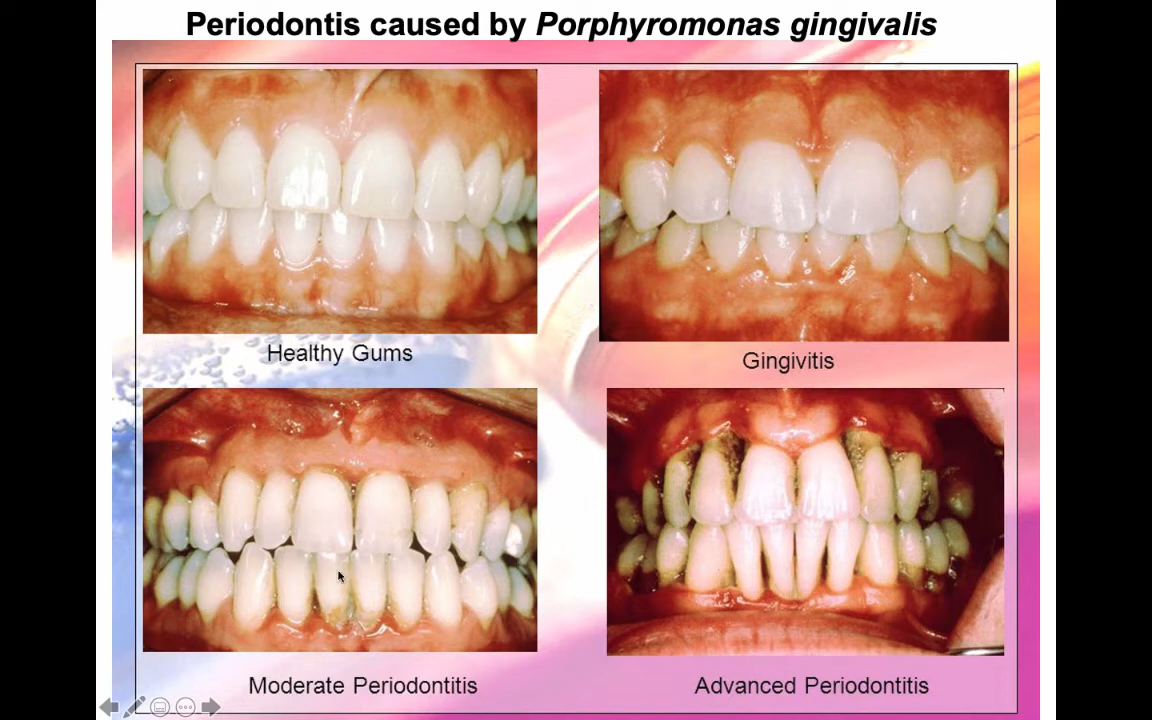 Periodontis caused by Porphyromonas gingivalis
Healthy Gums
Gingivitis
Moderate Periodontitis
Advanced Periodontitis